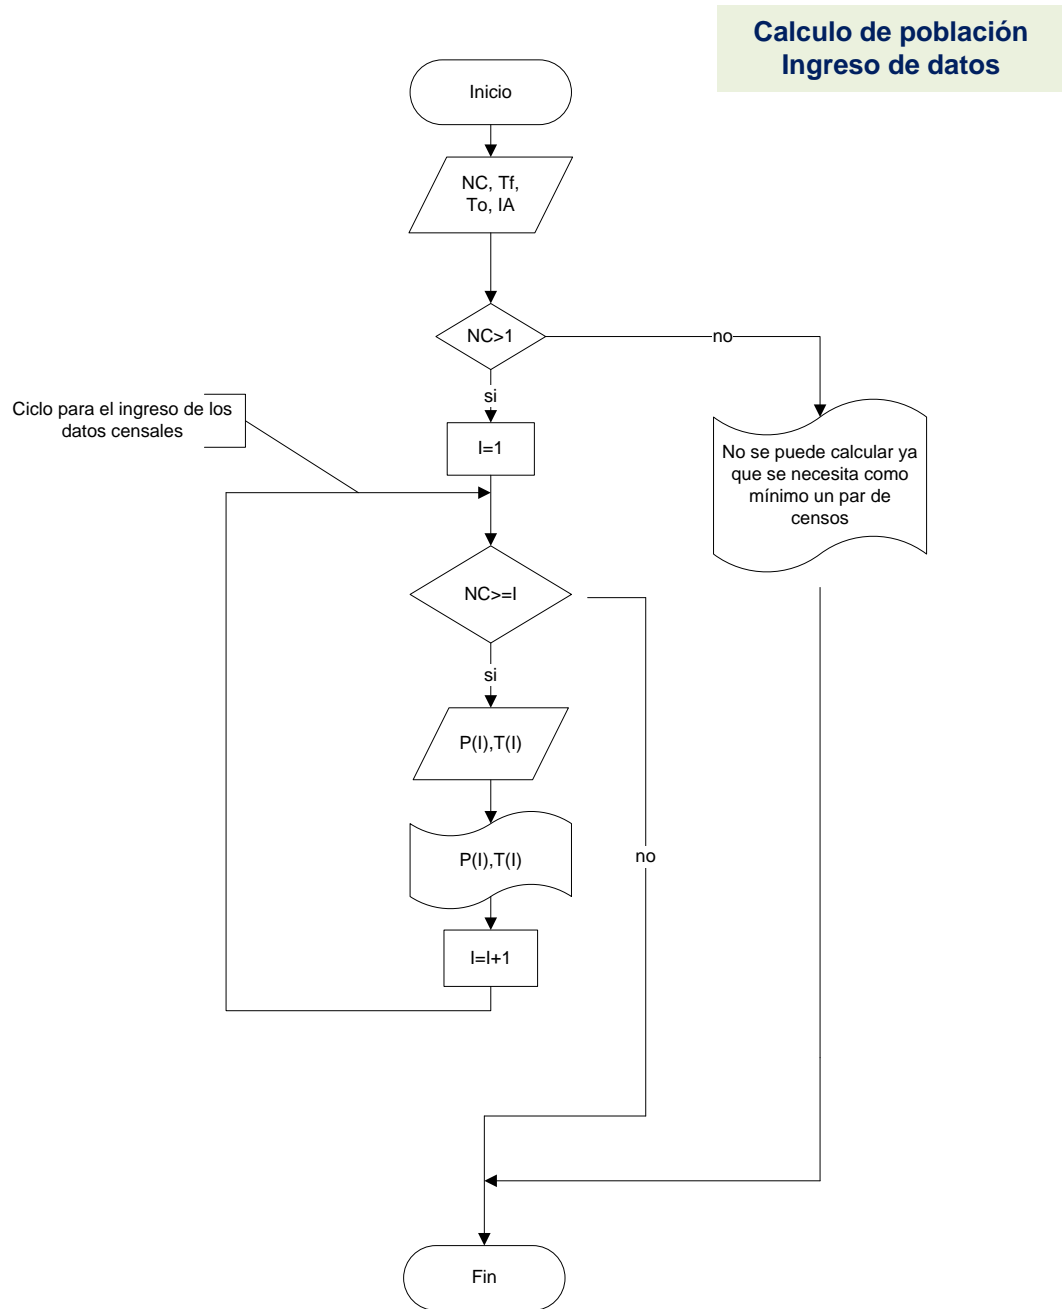 Calculo de población
Ingreso de datos
Inicio
NC, Tf,
To, IA
NC>1
no
si
Ciclo para el ingreso de los
datos censales
I=1
No se puede calcular ya
que se necesita como
mínimo un par de
censos
NC>=I
si
P(I),T(I)
P(I),T(I)
no
I=I+1
Fin